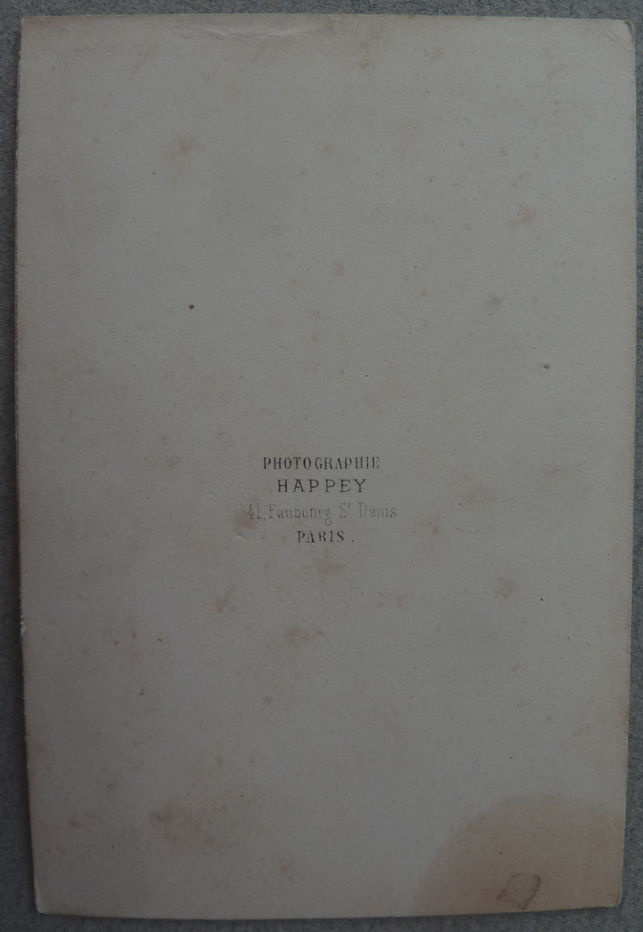 PHOTOGRAPHIE
HAPPEY
41, Faubourg St Denis
PARIS.